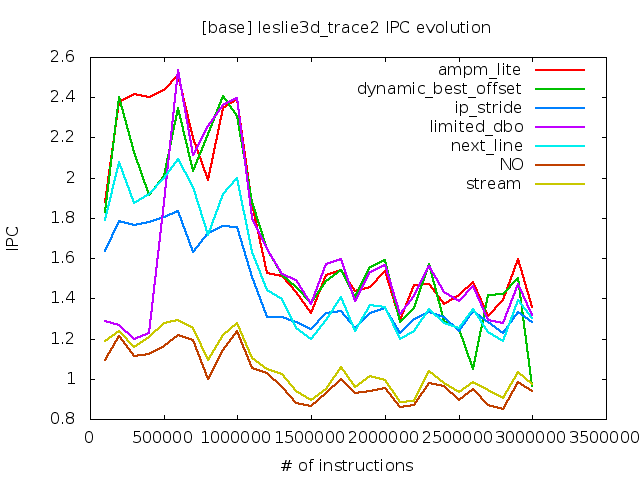 [base] leslie3d_trace2 IPC evolution
2.6
2.4
2.2
2
1.8
1.6
1.4
1.2
1
0.8
IPC
ampm_lite
dynamic_best_offset
ip_stride
limited_dbo
next_line
NO
stream
0 500000 1000000 1500000 2000000 2500000 3000000 3500000
# of instructions